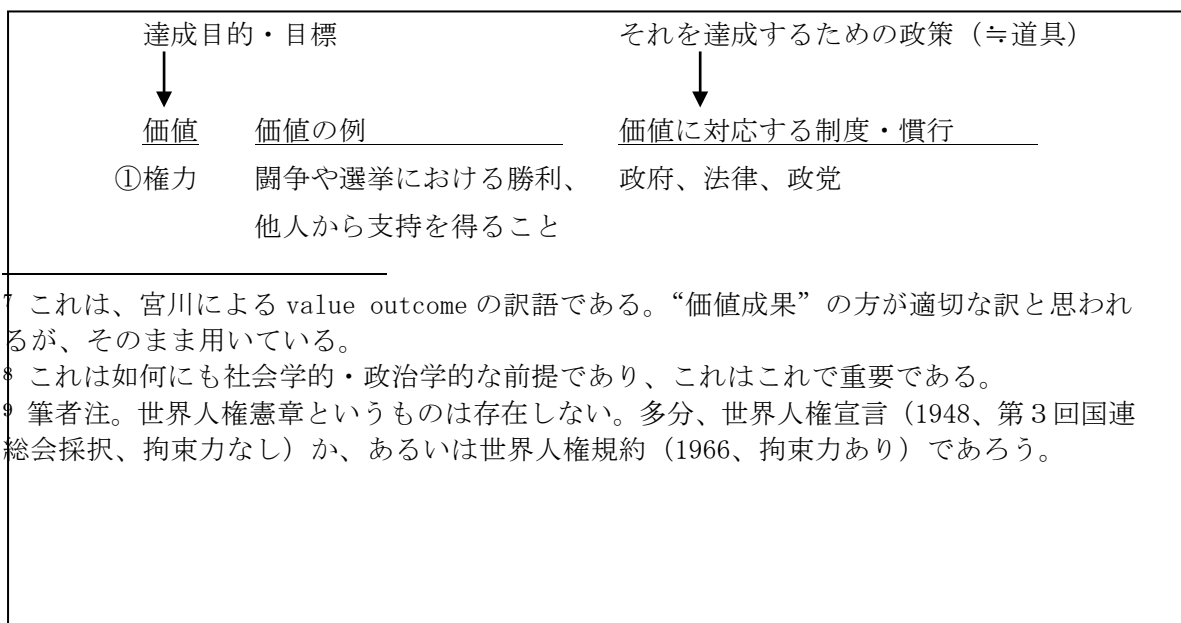 達成目的・目標 それを達成するための政策（≒道具）
価値 価値の例 価値に対応する制度・慣行
①権力 闘争や選挙における勝利、 政府、法律、政党
他人から支持を得ること
7 これは、宮川による value outcome の訳語である。“価値成果”の方が適切な訳と思われ
るが、そのまま用いている。
8 これは如何にも社会学的・政治学的な前提であり、これはこれで重要である。
9 筆者注。世界人権憲章というものは存在しない。多分、世界人権宣言（1948、第３回国連
総会採択、拘束力なし）か、あるいは世界人権規約（1966、拘束力あり）であろう。